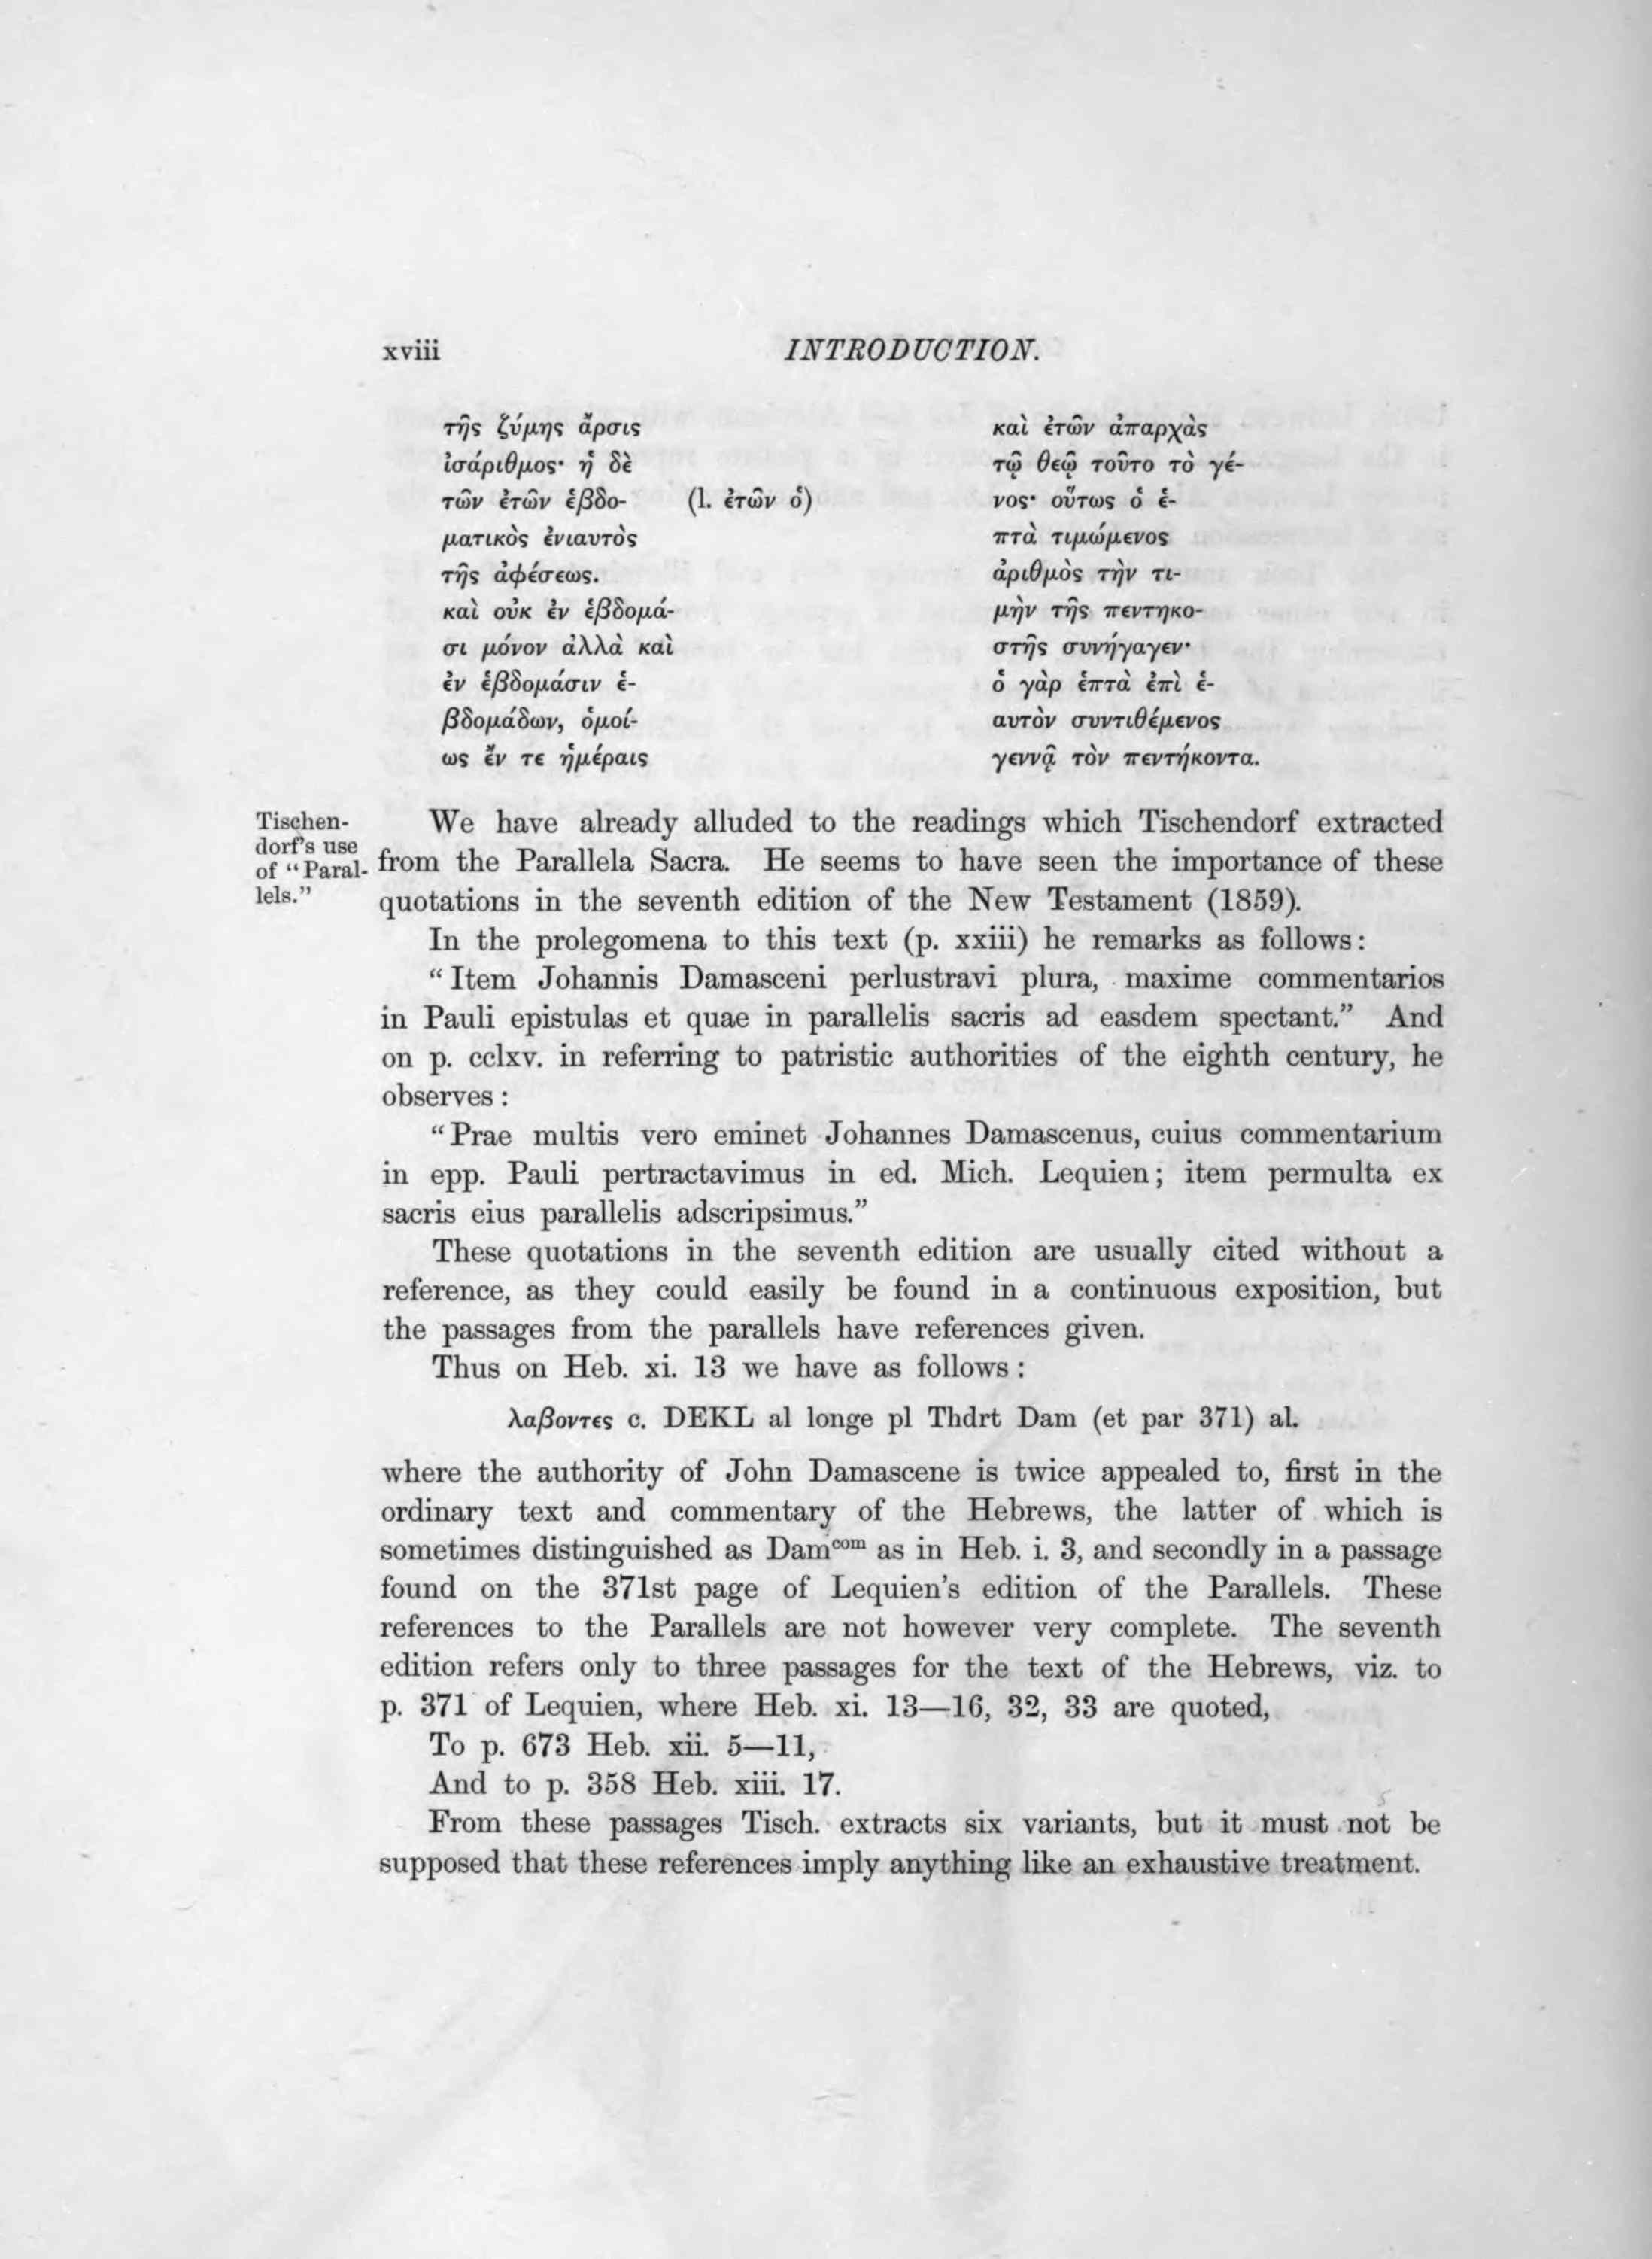 xviii INTRODUCTION.
τῆς ζύμης ἄρσις
ἰσάριθμος· ἡ δὲ
τῶν ἐτῶν ἑβδο- (l. ἐτῶν ὁ)
ματικὸς ἐνιαυτὸς
τῆς ἀφέσεως.
καὶ οὐκ ἐν ἑβδομά-
σι μόνον ἀλλὰ καὶ
ἐν ἑβδομάσιν ἑ-
βδομάδων, ὁμοί-
ως ἔν τε ἡμέραις
καὶ ἐτῶν ἀπαρχὰς
τῷ θεῷ τοῦτο τὸ γέ-
νος· οὕτως ὁ ἑ-
πτὰ τιμώμενος
ἀριθμὸς τὴν τι-
μὴν τῆς πεντηκο-
στῆς συνήγαγεν·
ὁ γὰρ ἑπτὰ ἐπὶ ἑ-
αυτὸν συντιθέμενος
γεννᾷ τὸν πεντήκοντα.
Tischen-
dorf's use
of "Paral-
lels."
We have already alluded to the readings which Tischendorf extracted
from the Parallela Sacra. He seems to have seen the importance of these
quotations in the seventh edition of the New Testament (1859).
In the prolegomena to this text (p. xxiii) he remarks as follows:
"Item Johannis Damasceni perlustravi plura, maxime commentarios
in Pauli epistulas et quae in parallelis sacris ad easdem spectant." And
on p. cclxv. in referring to patristic authorities of the eighth century, he
observes:
"Prae multis vero eminet Johannes Damascenus, cuius commentarium
in epp. Pauli pertractavimus in ed. Mich. Lequien; item permulta ex
sacris eius parallelis adscripsimus."
These quotations in the seventh edition are usually cited without a
reference, as they could easily be found in a continuous exposition, but
the passages from the parallels have references given.
Thus on Heb. xi. 13 we have as follows:
λαβοντες c. DEKL al longe pl Thdrt Dam (et par 371) al.
where the authority of John Damascene is twice appealed to, first in the
ordinary text and commentary of the Hebrews, the latter of which is
sometimes distinguished as Damcom as in Heb. i. 3, and secondly in a passage
found on the 371st page of Lequien's edition of the Parallels. These
references to the Parallels are not however very complete. The seventh
edition refers only to three passages for the text of the Hebrews, viz. to
p. 371 of Lequien, where Heb. xi. 13—16, 32, 33 are quoted,
To p. 673 Heb. xii. 5—11,
And to p. 358 Heb. xiii. 17.
From these passages Tisch. extracts six variants, but it must not be
supposed that these references imply anything like an exhaustive treatment.